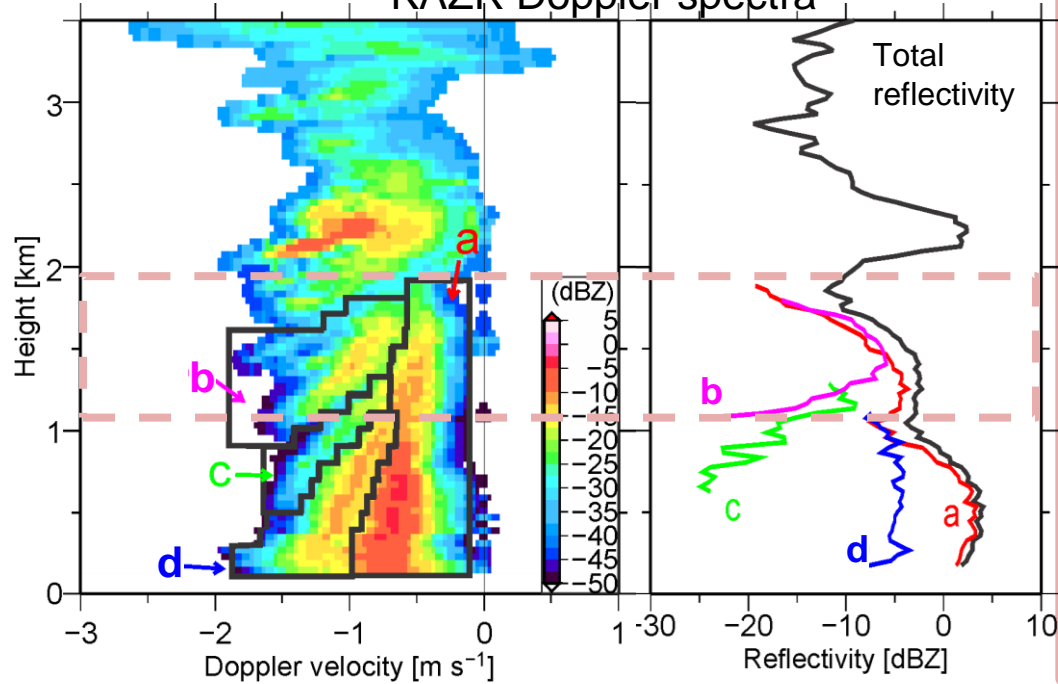 KAZR Doppler spectra
Total
reflectivity
3
2
1
0
Height [km]
a
b
c
d
(dBZ)
5
0
−5
−10
−15
−20
−25
−30
−35
−40
−45
−50
b
c
a
d
−3
−2
−1
0
1
-30
−20
−10
0
10
Doppler velocity [m s⁻¹]
Reflectivity [dBZ]